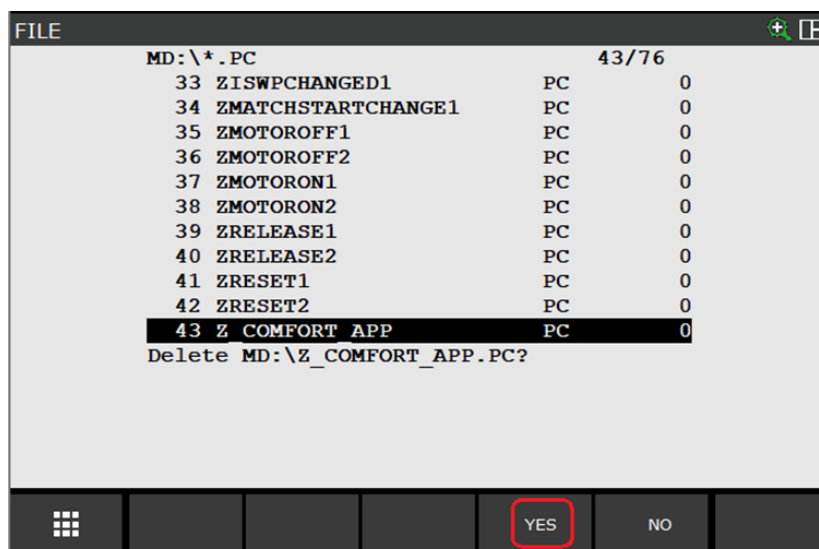 FILE
MD:\*.PC 43/76
33 ZISWPCHANGED1 PC 0
34 ZMATCHSTARTCHANGE1 PC 0
35 ZMOTOROFF1 PC 0
36 ZMOTOROFF2 PC 0
37 ZMOTORON1 PC 0
38 ZMOTORON2 PC 0
39 ZRELEASE1 PC 0
40 ZRELEASE2 PC 0
41 ZRESET1 PC 0
42 ZRESET2 PC 0
43 Z_COMFORT_APP PC 0
Delete MD:\Z_COMFORT_APP.PC?
YES NO